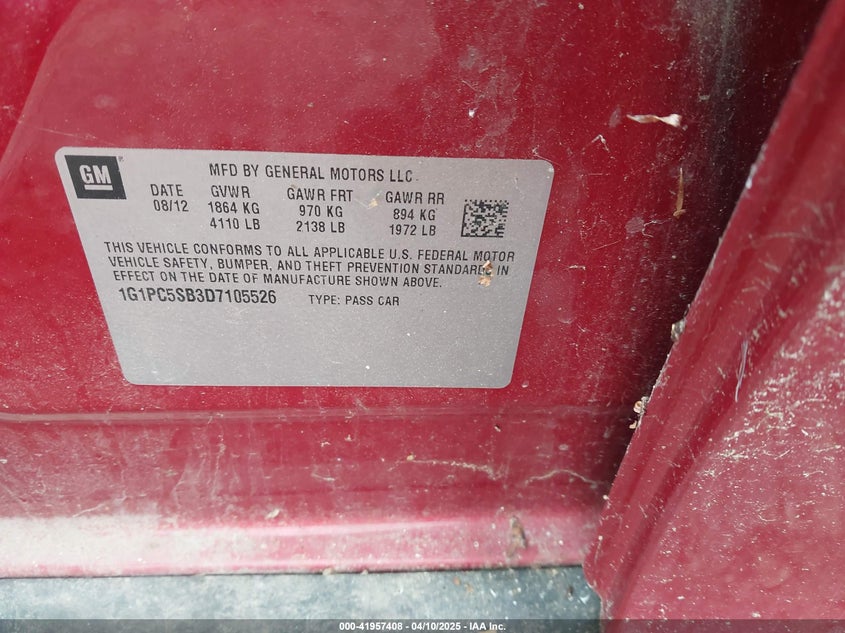 GM
MFD BY GENERAL MOTORS LLC
DATE GVWR GAWR FRT GAWR RR
08/12 1864 KG 970 KG 894 KG
4110 LB 2138 LB 1972 LB
THIS VEHICLE CONFORMS TO ALL APPLICABLE U.S. FEDERAL MOTOR
VEHICLE SAFETY, BUMPER, AND THEFT PREVENTION STANDARDS IN
EFFECT ON THE DATE OF MANUFACTURE SHOWN ABOVE.
1G1PC5SB3D7105526 TYPE: PASS CAR
000-41957408 - 04/10/2025 - IAA Inc.